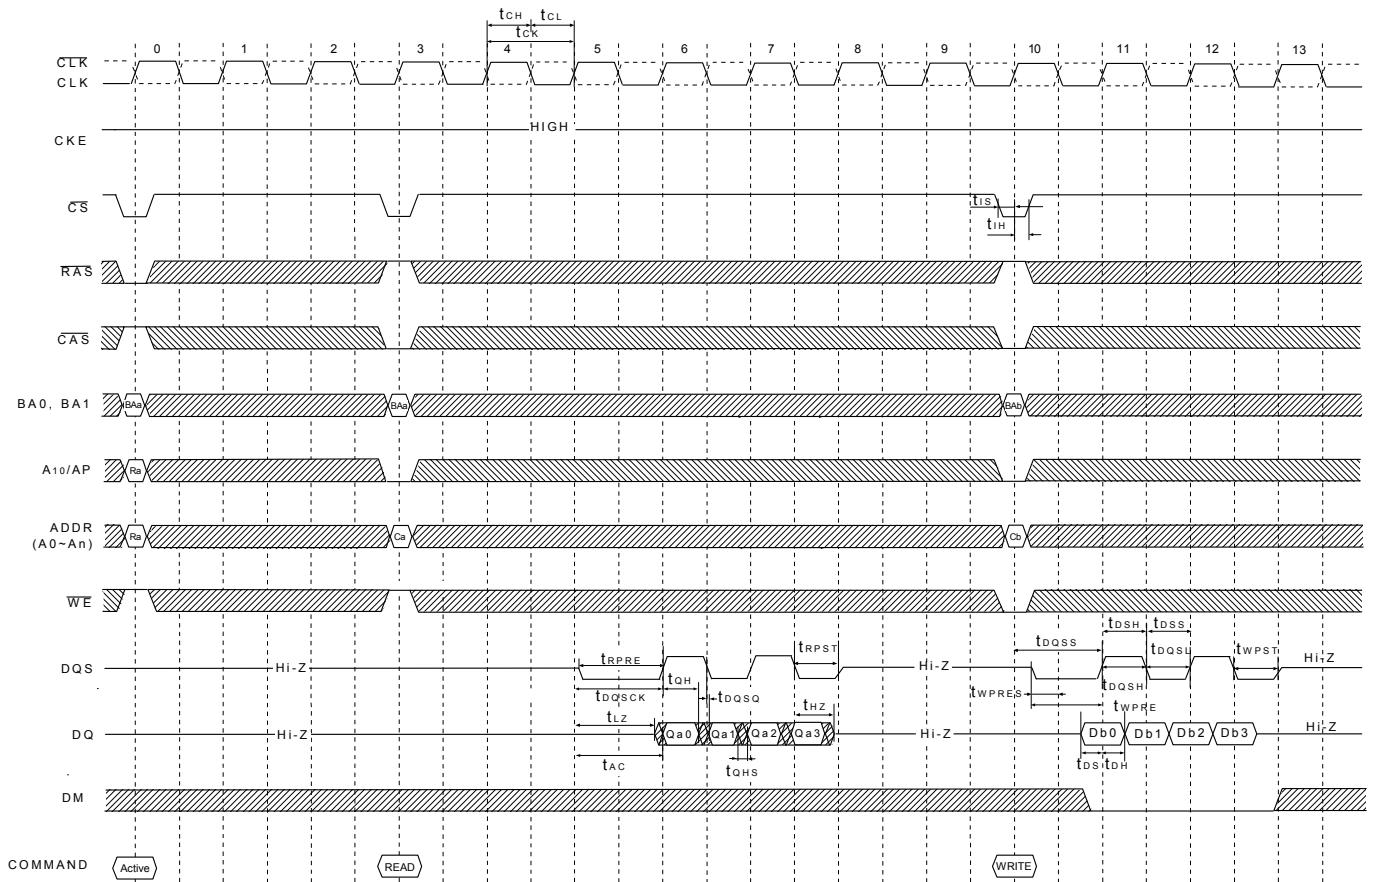 tCH tCL
tCK
0 1 2 3 4 5 6 7 8 9 10 11 12 13
CLK
CLK
HIGH
CKE
CS
tIS
tIH
RAS
CAS
BA0, BA1 BAa BAa BAb
A10/AP Ra
ADDR
(A0~An)
Ra Ca Cb
WE
tDSH tDSS
tDQSS
tRPRE tRPST tDQSL tWPST
DQS Hi-Z Hi-Z Hi-Z
tQH
tDQSCK tDQSQ tWPRES tDQSH
tLZ tHZ tWPRE
DQ Hi-Z Qa0 Qa1 Qa2 Qa3 Hi-Z Db0 Db1 Db2 Db3 Hi-Z
tAC tQHS tDS tDH
DM
COMMAND Active READ WRITE